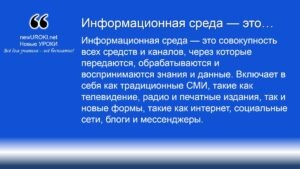 Информационная среда — это…
newUROKI.net
Новые УРОКИ
Всё для учителя – всё бесплатно!
Информационная среда — это совокупность
всех средств и каналов, через которые
передаются, обрабатываются и
воспринимаются знания и данные. Включает в
себя как традиционные СМИ, такие как
телевидение, радио и печатные издания, так и
новые формы, такие как интернет, социальные
сети, блоги и мессенджеры.